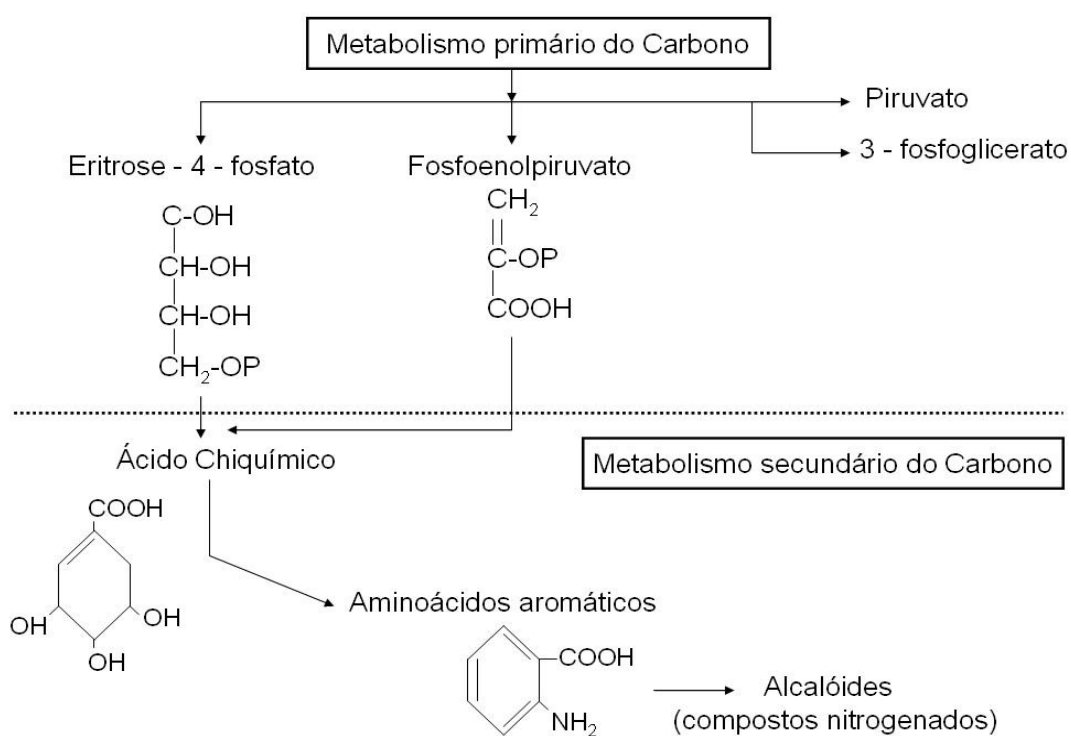 Metabolismo primário do Carbono
Piruvato
3 - fosfoglicerato
Eritrose - 4 - fosfato
Fosfoenolpiruvato
C-OH
CH-OH
CH-OH
CH₂-OP
CH₂
C-OP
COOH
Ácido Chiquímico
Metabolismo secundário do Carbono
COOH
OH
OH
OH
Aminoácidos aromáticos
COOH
NH₂
Alcalóides
(compostos nitrogenados)